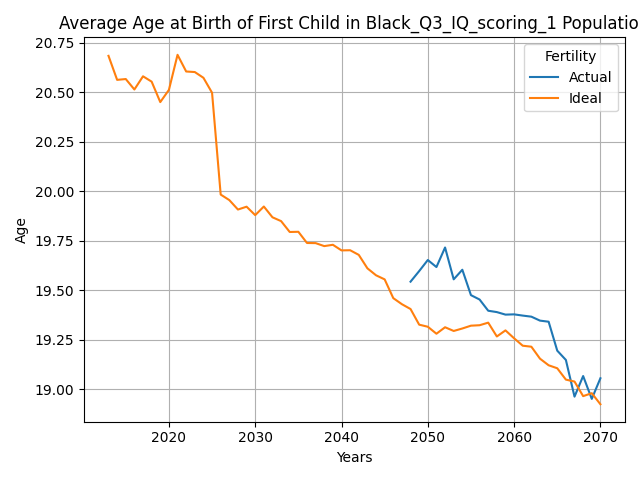 Average Age at Birth of First Child in Black_Q3_IQ_scoring_1 Populatio
Fertility
Actual
Ideal
20.75
20.50
20.25
20.00
19.75
19.50
19.25
19.00
Age
2020
2030
2040
2050
2060
2070
Years